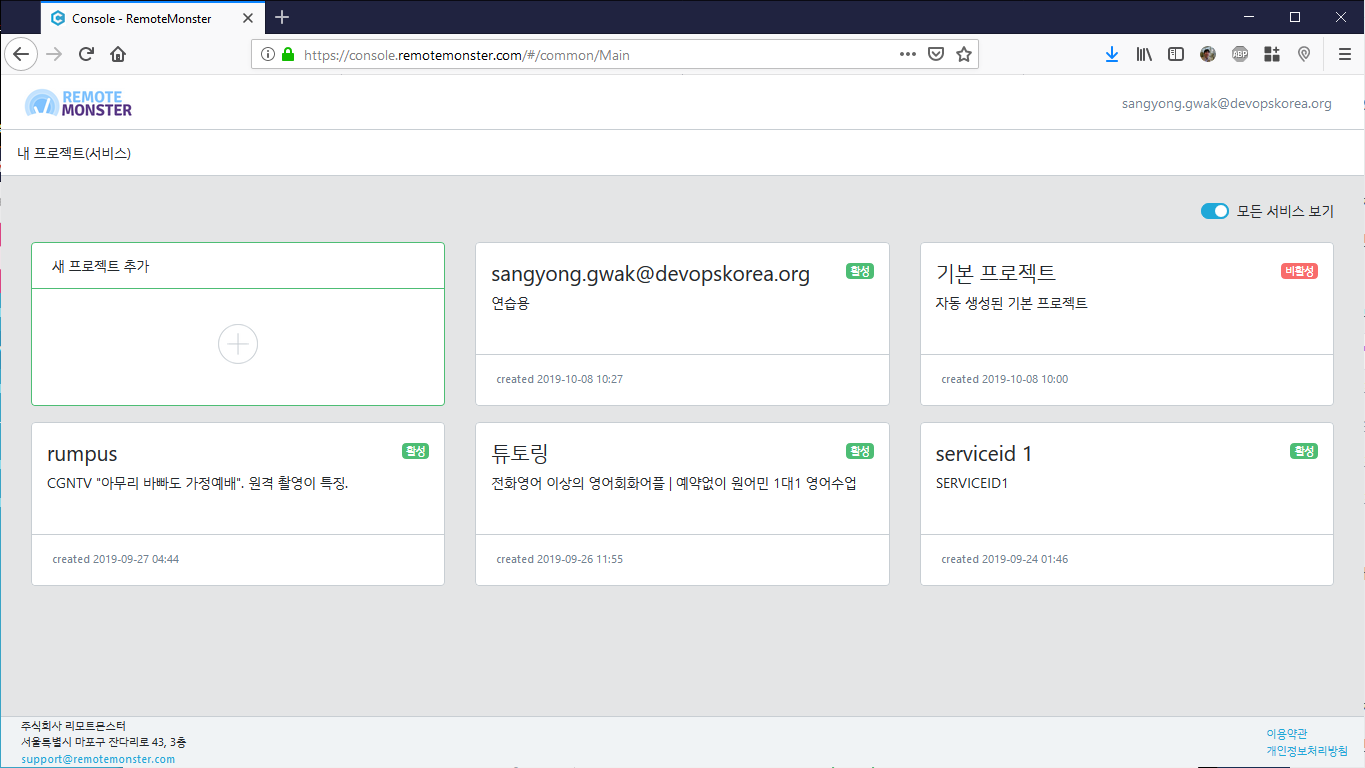 Console - RemoteMonster
https://console.remotemonster.com/#/common/Main
ABP
REMOTE
MONSTER
sangyong.gwak@devopskorea.org
내 프로젝트(서비스)
모든 서비스 보기
새 프로젝트 추가
sangyong.gwak@devopskorea.org
활성
연습용
created 2019-10-08 10:27
기본 프로젝트
비활성
자동 생성된 기본 프로젝트
created 2019-10-08 10:00
rumpus
활성
CGNTV "아무리 바빠도 가정예배". 원격 촬영이 특징.
created 2019-09-27 04:44
튜토링
활성
전화영어 이상의 영어회화어플 | 예약없이 원어민 1대1 영어수업
created 2019-09-26 11:55
serviceid 1
활성
SERVICEID1
created 2019-09-24 01:46
주식회사 리모트몬스터
서울특별시 마포구 잔다리로 43, 3층
support@remotemonster.com
이용약관
개인정보처리방침